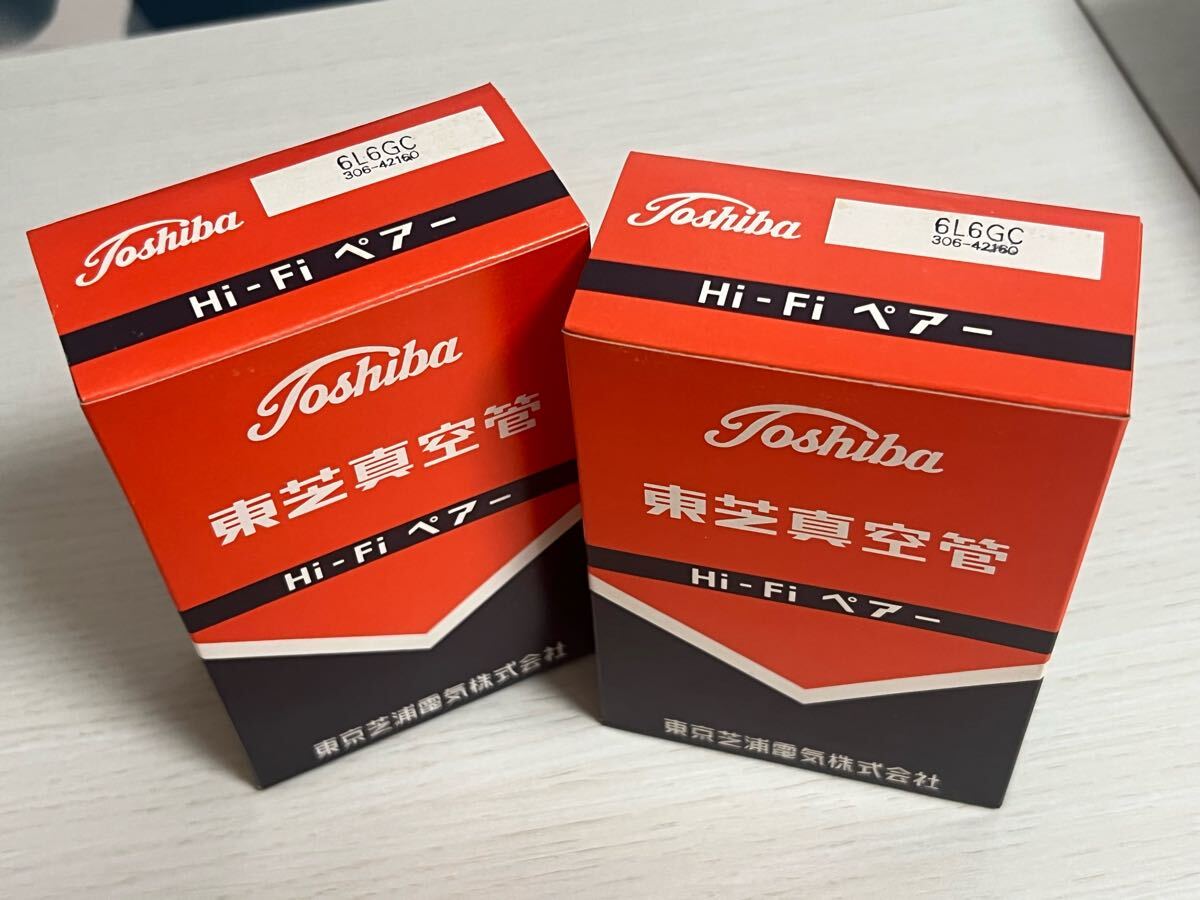 Toshiba
6L6GC
306-42160
Hi-Fi ペアー
Toshiba
東芝真空管
Hi-Fi ペアー
東京芝浦電気株式会社
Toshiba
6L6GC
306-42160
Hi-Fi ペアー
Toshiba
東芝真空管
Hi-Fi ペアー
東京芝浦電気株式会社